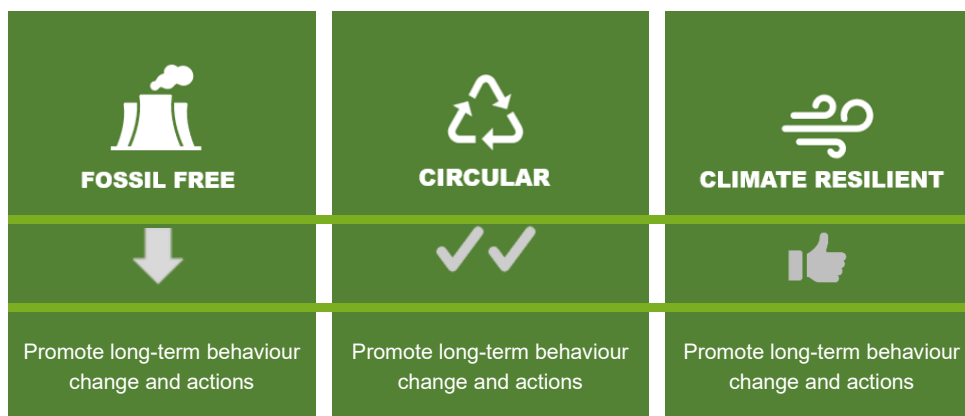 FOSSIL FREE
CIRCULAR
CLIMATE RESILIENT
Promote long-term behaviour
change and actions
Promote long-term behaviour
change and actions
Promote long-term behaviour
change and actions